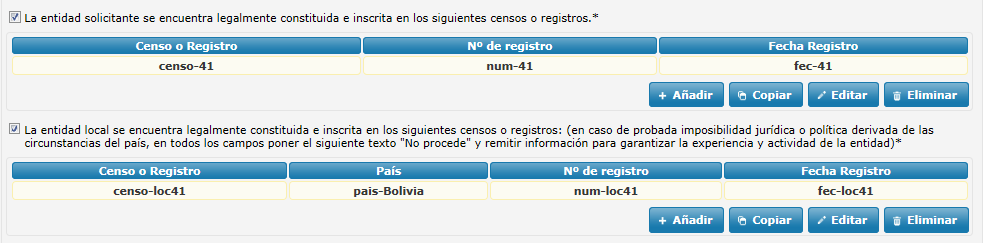 La entidad solicitante se encuentra legalmente constituida e inscrita en los siguientes censos o registros.*
Censo o Registro Nº de registro Fecha Registro
censo-41 num-41 fec-41
Añadir Copiar Editar Eliminar
La entidad local se encuentra legalmente constituida e inscrita en los siguientes censos o registros: (en caso de probada imposibilidad jurídica o política derivada de las
circunstancias del país, en todos los campos poner el siguiente texto "No procede" y remitir información para garantizar la experiencia y actividad de la entidad)*
Censo o Registro País Nº de registro Fecha Registro
censo-loc41 pais-Bolivia num-loc41 fec-loc41
Añadir Copiar Editar Eliminar